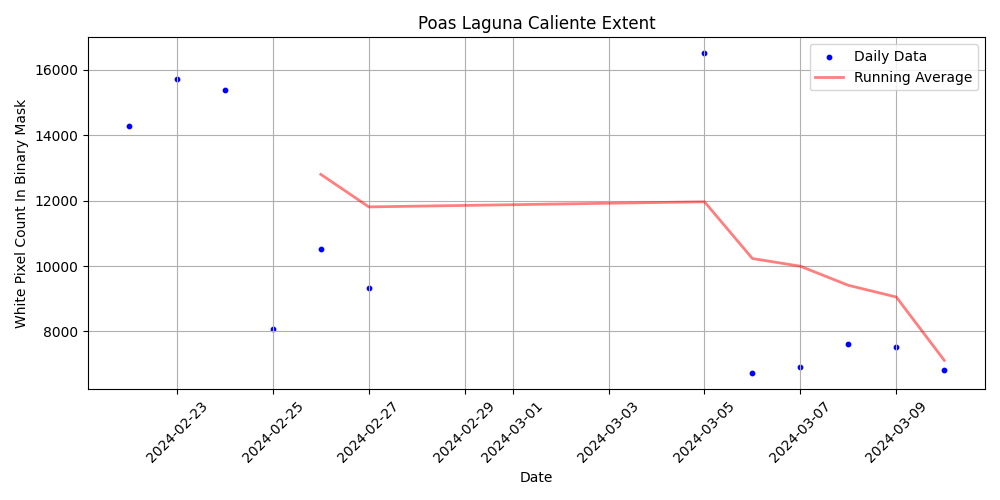 Poas Laguna Caliente Extent
Daily Data
Running Average
White Pixel Count In Binary Mask
16000
14000
12000
10000
8000
2024-02-23
2024-02-25
2024-02-27
2024-02-29
2024-03-01
2024-03-03
2024-03-05
2024-03-07
2024-03-09
Date